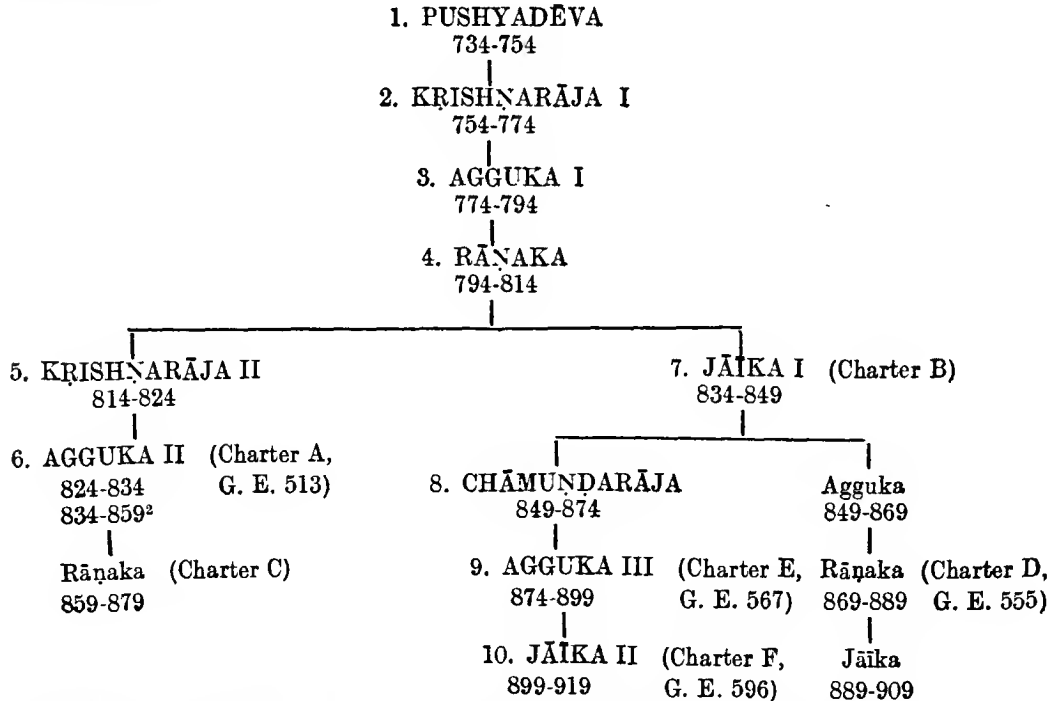 1. PUSHYADĒVA
734-754
2. KṚISHṆARĀJA I
754-774
3. AGGUKA I
774-794
4. RĀṆAKA
794-814
5. KṚISHṆARĀJA II 7. JĀĪKA I (Charter B)
814-824 834-849
6. AGGUKA II (Charter A, 8. CHĀMUṆḌARĀJA Agguka
824-834 G. E. 513) 849-874 849-869
834-859²
Rāṇaka (Charter C) 9. AGGUKA III (Charter E, Rāṇaka (Charter D,
859-879 874-899 G. E. 567) 869-889 G. E. 555)
10. JĀĪKA II (Charter F, Jāīka
899-919 G. E. 596) 889-909